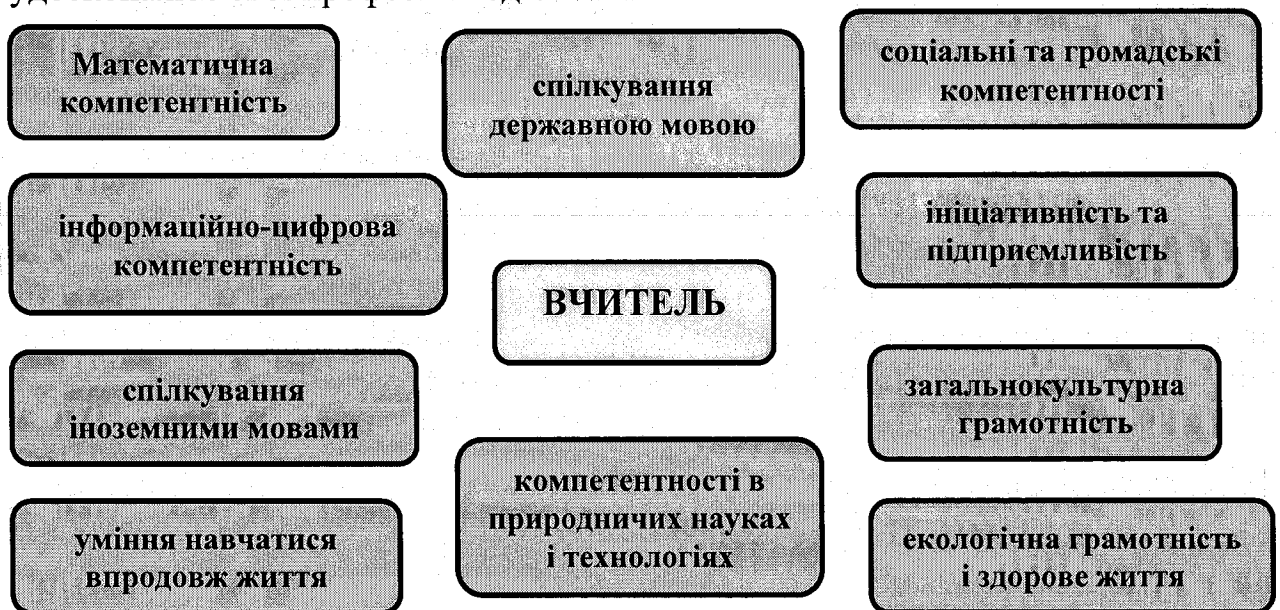 Математична
компетентність
спілкування
державною мовою
соціальні та громадські
компетентності
інформаційно-цифрова
компетентність
ВЧИТЕЛЬ
ініціативність та
підприємливість
спілкування
іноземними мовами
загальнокультурна
грамотність
компетентності в
природничих науках
і технологіях
уміння навчатися
впродовж життя
екологічна грамотність
і здорове життя